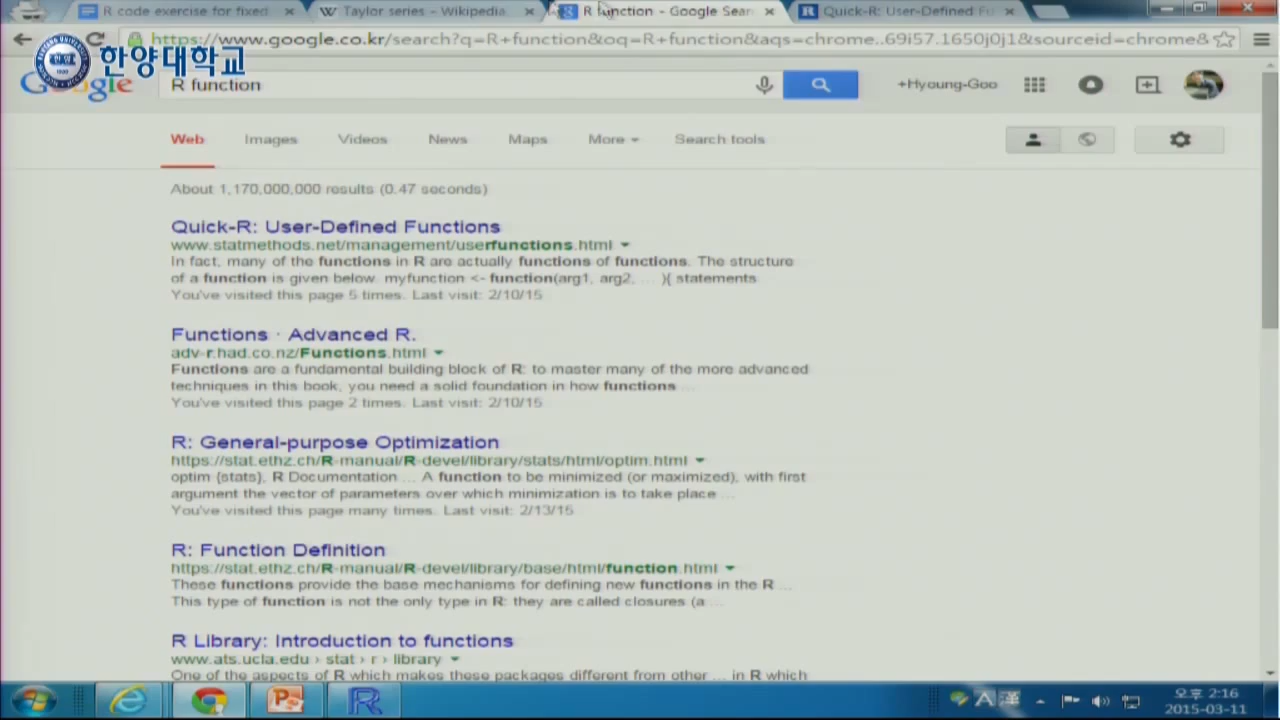 R code exercise for fixed
Taylor series - Wikipedia
R function - Google Sear
Quick-R: User-Defined Fu
https://www.google.co.kr/search?q=R+function&oq=R+function&aqs=chrome..69i57.1650j0j1&sourceid=chrome&
한양대학교
Google
R function
+Hyoung-Goo
Web
Images
Videos
News
Maps
More
Search tools
About 1,170,000,000 results (0.47 seconds)
Quick-R: User-Defined Functions
www.statmethods.net/management/userfunctions.html
In fact, many of the functions in R are actually functions of functions. The structure
of a function is given below. myfunction <- function(arg1, arg2, ... ){ statements
You've visited this page 5 times. Last visit: 2/10/15
Functions · Advanced R.
adv-r.had.co.nz/Functions.html
Functions are a fundamental building block of R: to master many of the more advanced
techniques in this book, you need a solid foundation in how functions ...
You've visited this page 2 times. Last visit: 2/10/15
R: General-purpose Optimization
https://stat.ethz.ch/R-manual/R-devel/library/stats/html/optim.html
optim {stats}, R Documentation ... A function to be minimized (or maximized), with first
argument the vector of parameters over which minimization is to take place ...
You've visited this page many times. Last visit: 2/13/15
R: Function Definition
https://stat.ethz.ch/R-manual/R-devel/library/base/html/function.html
These functions provide the base mechanisms for defining new functions in the R ...
This type of function is not the only type in R: they are called closures (a ...
R Library: Introduction to functions
www.ats.ucla.edu › stat › r › library
One of the aspects of R which makes these packages different from other ... in R which
A 漢
오후 2:16
2015-03-11